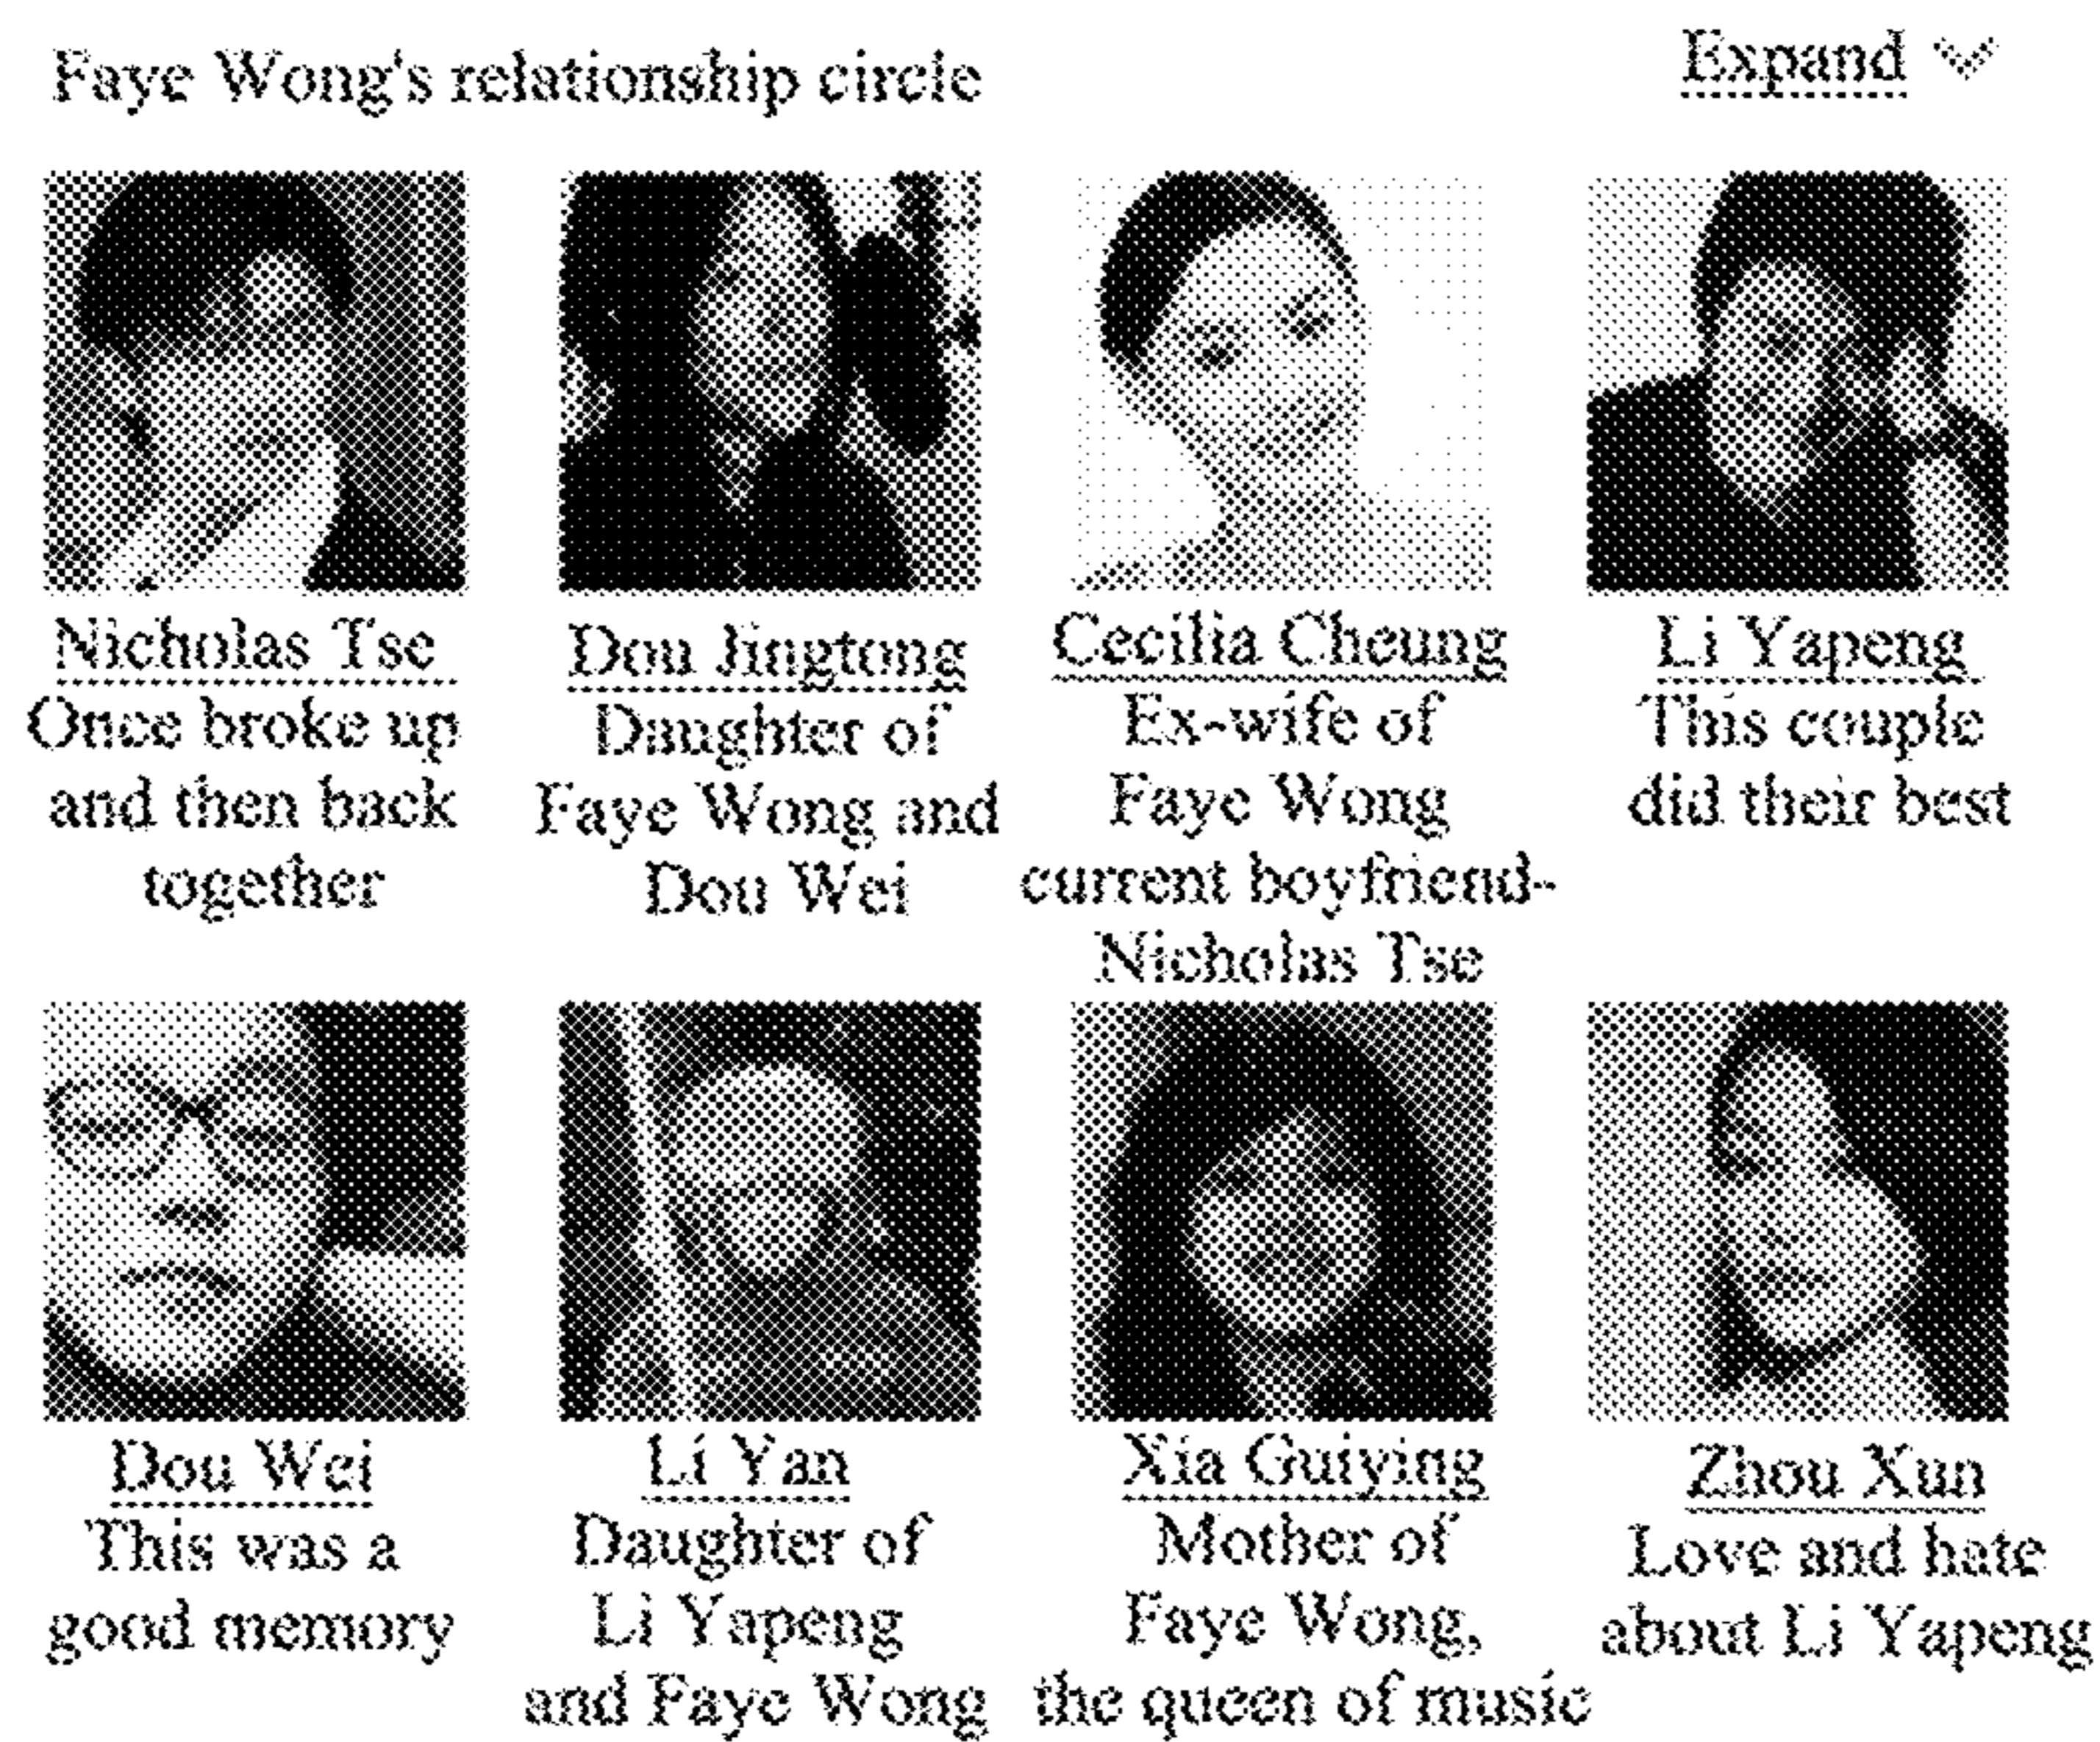 Faye Wong's relationship circle
Expand
Nicholas Tse
Once broke up
and then back
together
Dou Jingtong
Daughter of
Faye Wong and
Dou Wei
Cecilia Cheung
Ex-wife of
Faye Wong
current boyfriend-
Nicholas Tse
Li Yapeng
This couple
did their best
Dou Wei
This was a
good memory
Li Yan
Daughter of
Li Yapeng
and Faye Wong
Xia Guiying
Mother of
Faye Wong,
the queen of music
Zhou Xun
Love and hate
about Li Yapeng